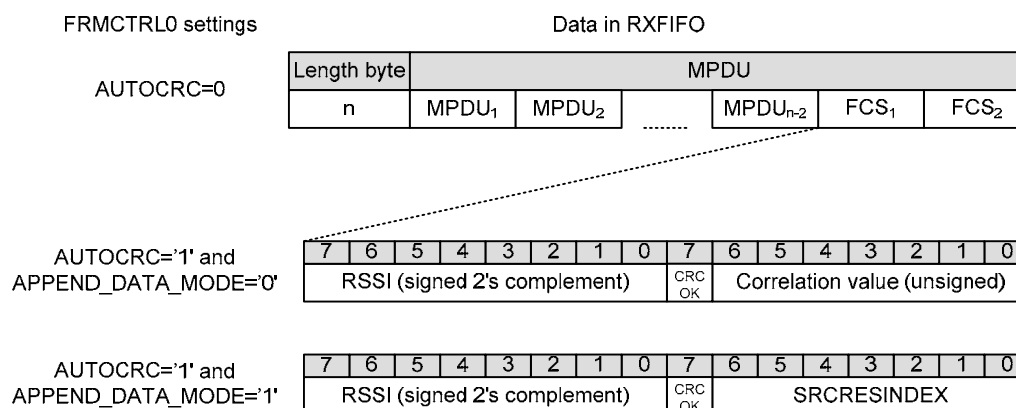 FRMCTRL0 settings Data in RXFIFO
AUTOCRC=0
Length byte MPDU
n MPDU₁ MPDU₂ ........ MPDUₙ₋₂ FCS₁ FCS₂
AUTOCRC='1' and
APPEND_DATA_MODE='0'
7 6 5 4 3 2 1 0 7 6 5 4 3 2 1 0
RSSI (signed 2's complement) CRC OK Correlation value (unsigned)
AUTOCRC='1' and
APPEND_DATA_MODE='1'
7 6 5 4 3 2 1 0 7 6 5 4 3 2 1 0
RSSI (signed 2's complement) CRC OK SRCRESINDEX